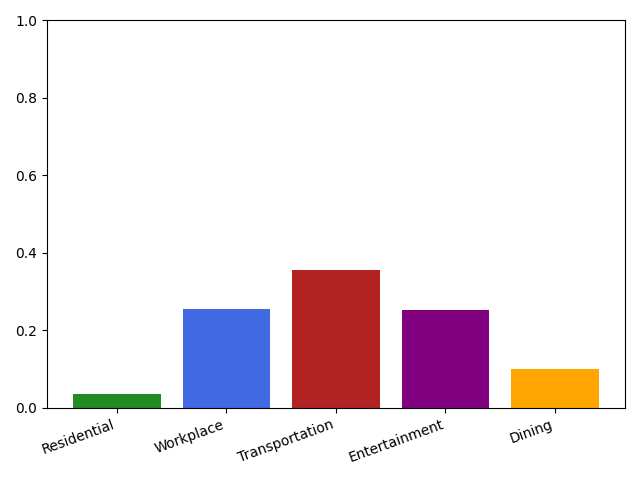 1.0
0.8
0.6
0.4
0.2
0.0
Residential
Workplace
Transportation
Entertainment
Dining